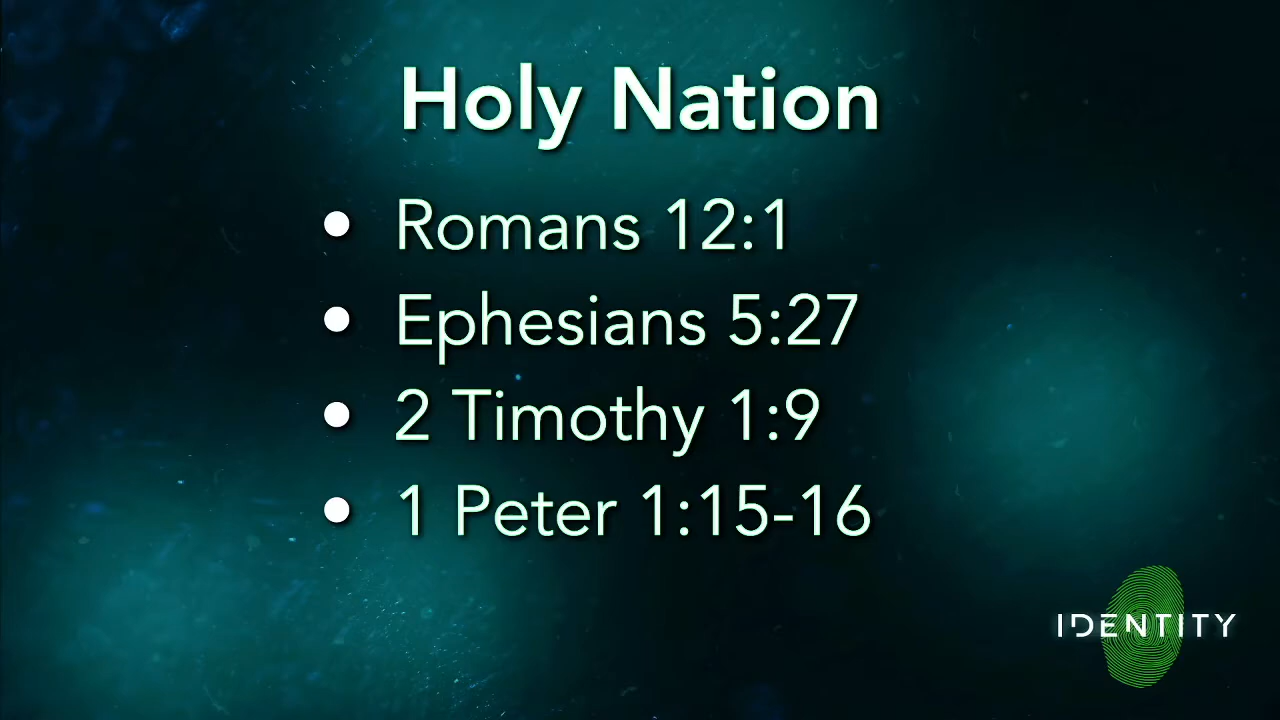 Holy Nation
• Romans 12:1
• Ephesians 5:27
• 2 Timothy 1:9
• 1 Peter 1:15-16
IDENTITY